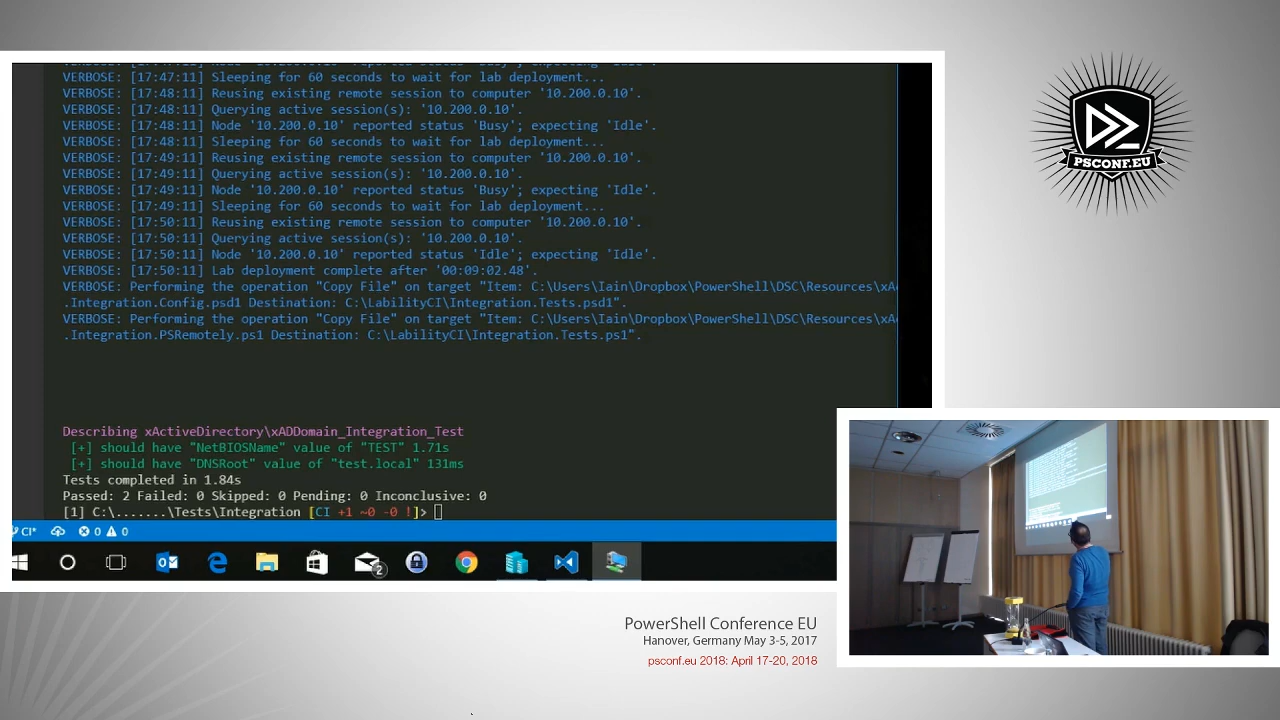 VERBOSE: [17:47:11] Sleeping for 60 seconds to wait for lab deployment...
VERBOSE: [17:48:11] Reusing existing remote session to computer '10.200.0.10'.
VERBOSE: [17:48:11] Querying active session(s): '10.200.0.10'.
VERBOSE: [17:48:11] Node '10.200.0.10' reported status 'Busy'; expecting 'Idle'.
VERBOSE: [17:48:11] Sleeping for 60 seconds to wait for lab deployment...
VERBOSE: [17:49:11] Reusing existing remote session to computer '10.200.0.10'.
VERBOSE: [17:49:11] Querying active session(s): '10.200.0.10'.
VERBOSE: [17:49:11] Node '10.200.0.10' reported status 'Busy'; expecting 'Idle'.
VERBOSE: [17:49:11] Sleeping for 60 seconds to wait for lab deployment...
VERBOSE: [17:50:11] Reusing existing remote session to computer '10.200.0.10'.
VERBOSE: [17:50:11] Querying active session(s): '10.200.0.10'.
VERBOSE: [17:50:11] Node '10.200.0.10' reported status 'Idle'; expecting 'Idle'.
VERBOSE: [17:50:11] Lab deployment complete after '00:09:02.48'.
VERBOSE: Performing the operation "Copy File" on target "Item: C:\Users\Iain\Dropbox\PowerShell\DSC\Resources\xA
.Integration.Config.psd1 Destination: C:\LabilityCI\Integration.Tests.psd1".
VERBOSE: Performing the operation "Copy File" on target "Item: C:\Users\Iain\Dropbox\PowerShell\DSC\Resources\xA
.Integration.PSRemotely.ps1 Destination: C:\LabilityCI\Integration.Tests.ps1".
Describing xActiveDirectory\xADDomain_Integration_Test
[+] should have "NetBIOSName" value of "TEST" 1.71s
[+] should have "DNSRoot" value of "test.local" 131ms
Tests completed in 1.84s
Passed: 2 Failed: 0 Skipped: 0 Pending: 0 Inconclusive: 0
[1] C:\.......\Tests\Integration [CI +1 ~0 -0 !]>
CI* 0 0
2
PSCONF.EU
PowerShell Conference EU
Hanover, Germany May 3-5, 2017
psconf.eu 2018: April 17-20, 2018